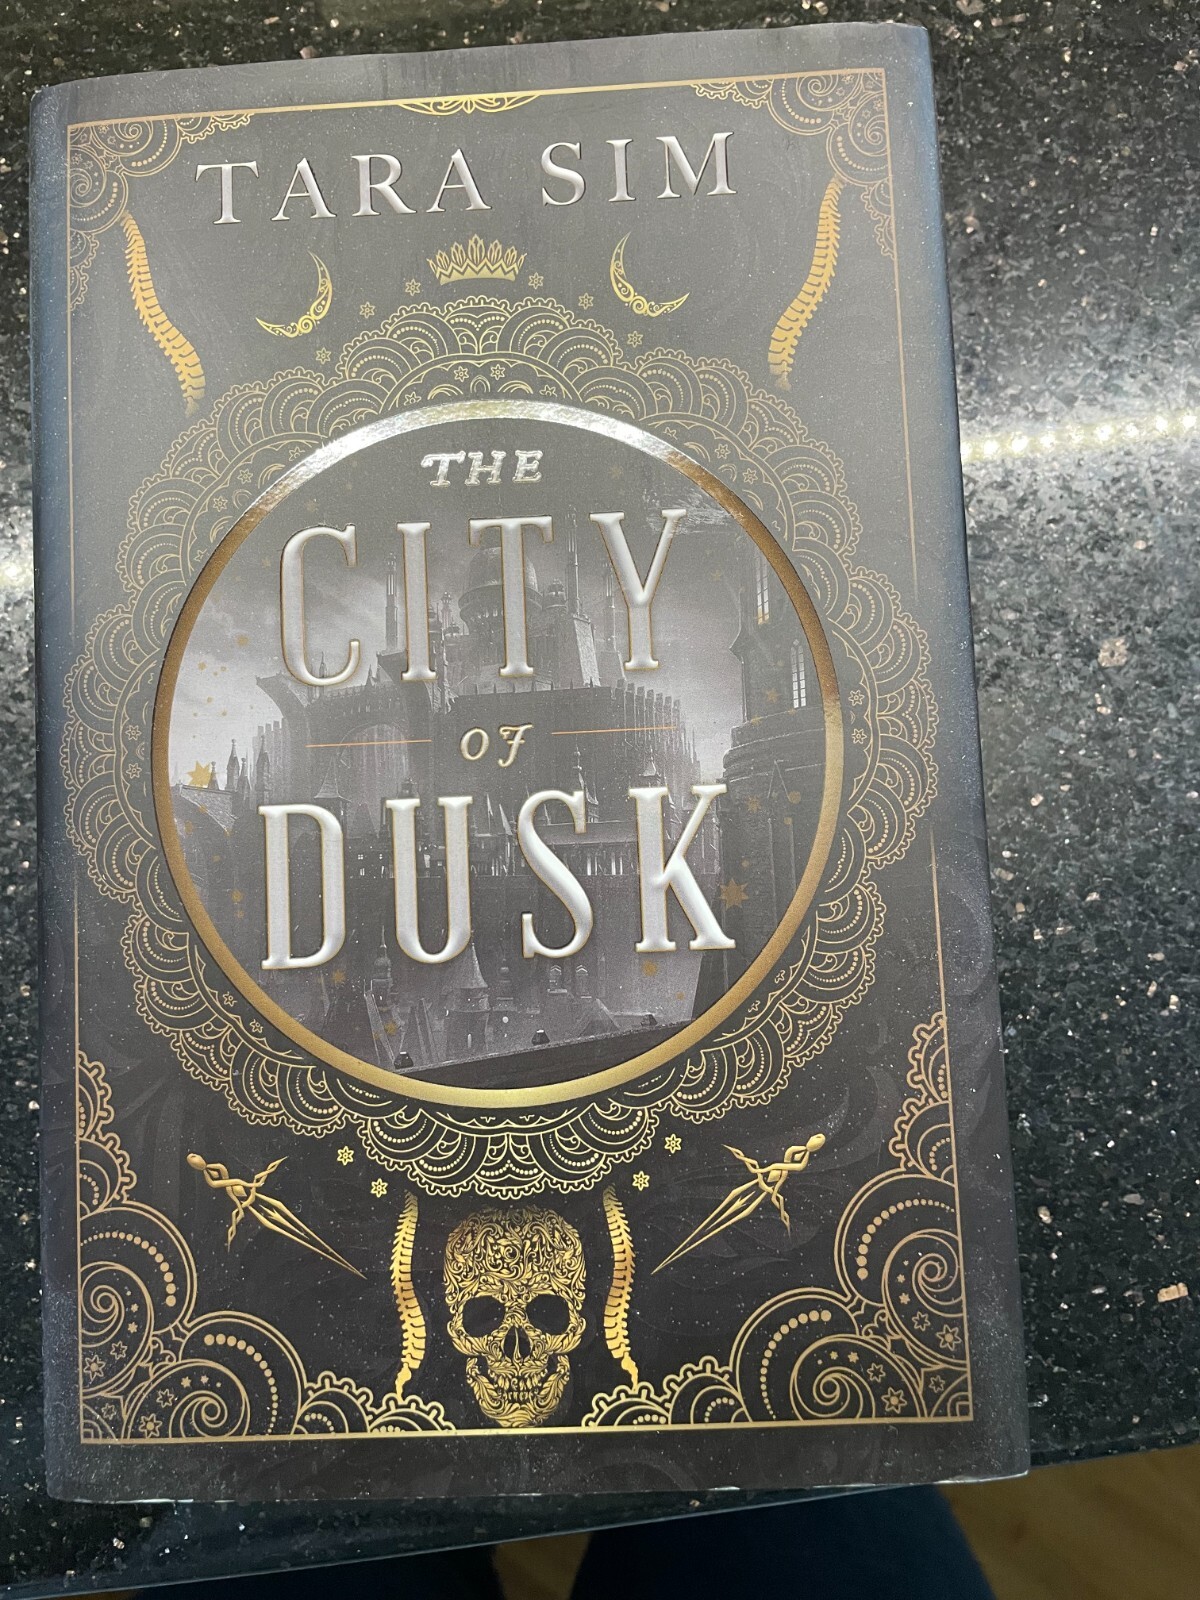 TARA SIM
THE
CITY
OF
DUSK